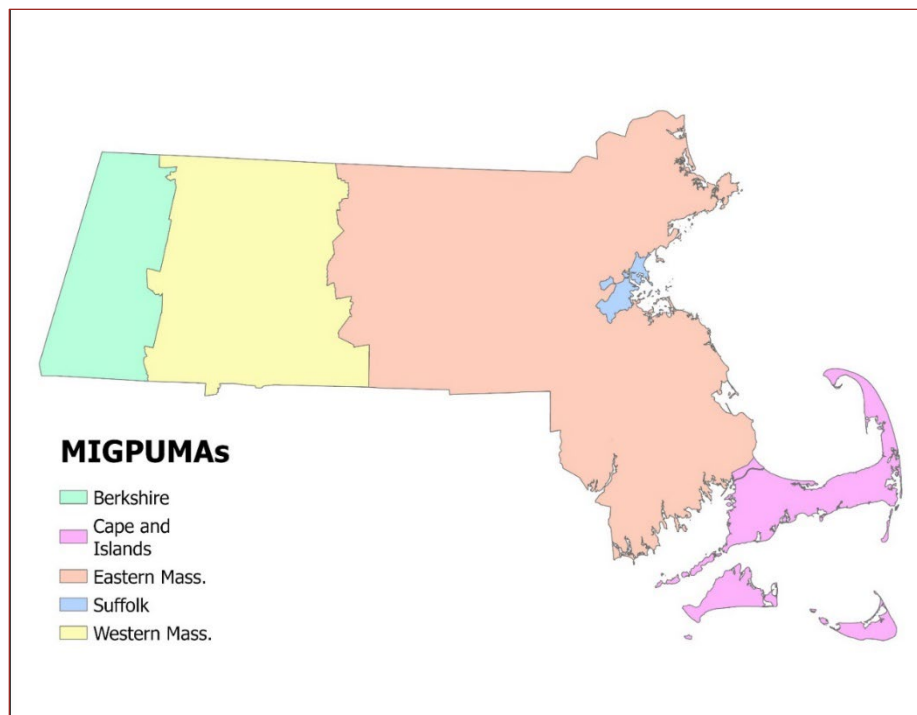 MIGPUMAs
Berkshire
Cape and
Islands
Eastern Mass.
Suffolk
Western Mass.